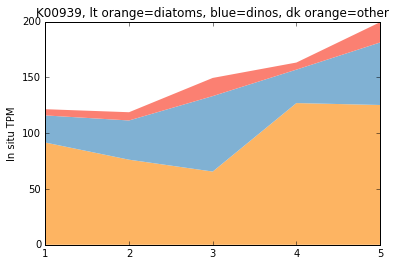 K00939, lt orange=diatoms, blue=dinos, dk orange=other
200
150
100
50
0
In situ TPM
1 2 3 4 5